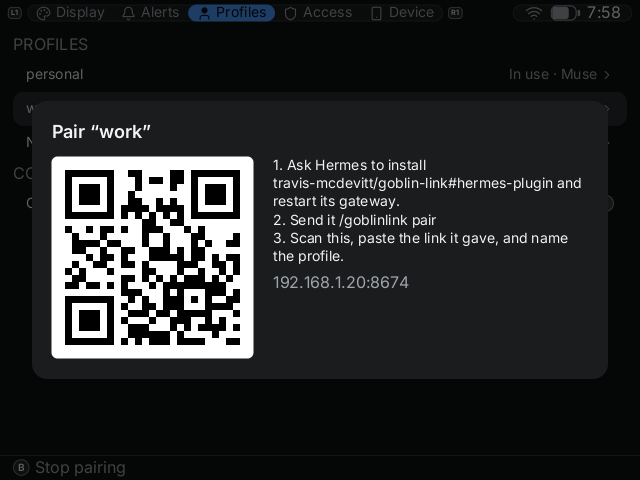 L1 Display Alerts Profiles Access Device R1 7:58
PROFILES
personal In use · Muse
Pair “work”
1. Ask Hermes to install
travis-mcdevitt/goblin-link#hermes-plugin and
restart its gateway.
2. Send it /goblinlink pair
3. Scan this, paste the link it gave, and name
the profile.
192.168.1.20:8674
B Stop pairing